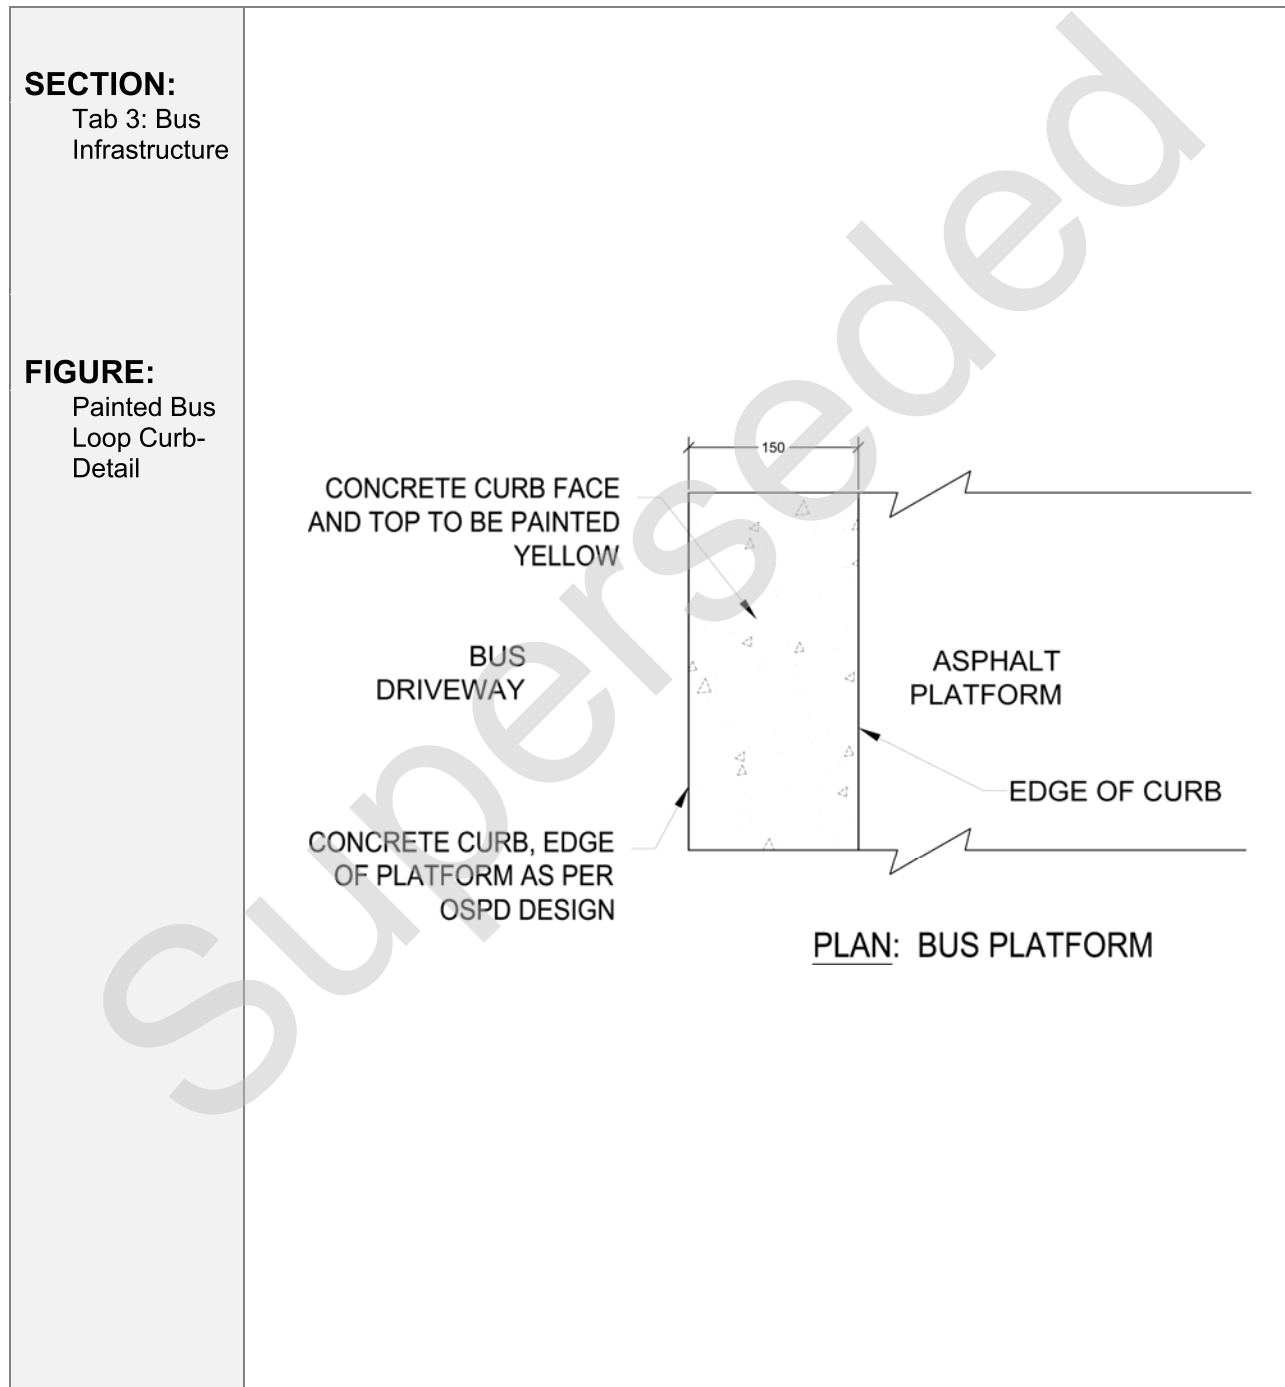 SECTION:
Tab 3: Bus
Infrastructure
FIGURE:
Painted Bus
Loop Curb-
Detail
150
CONCRETE CURB FACE
AND TOP TO BE PAINTED
YELLOW
BUS
DRIVEWAY
ASPHALT
PLATFORM
EDGE OF CURB
CONCRETE CURB, EDGE
OF PLATFORM AS PER
OSPD DESIGN
PLAN: BUS PLATFORM
Superseded